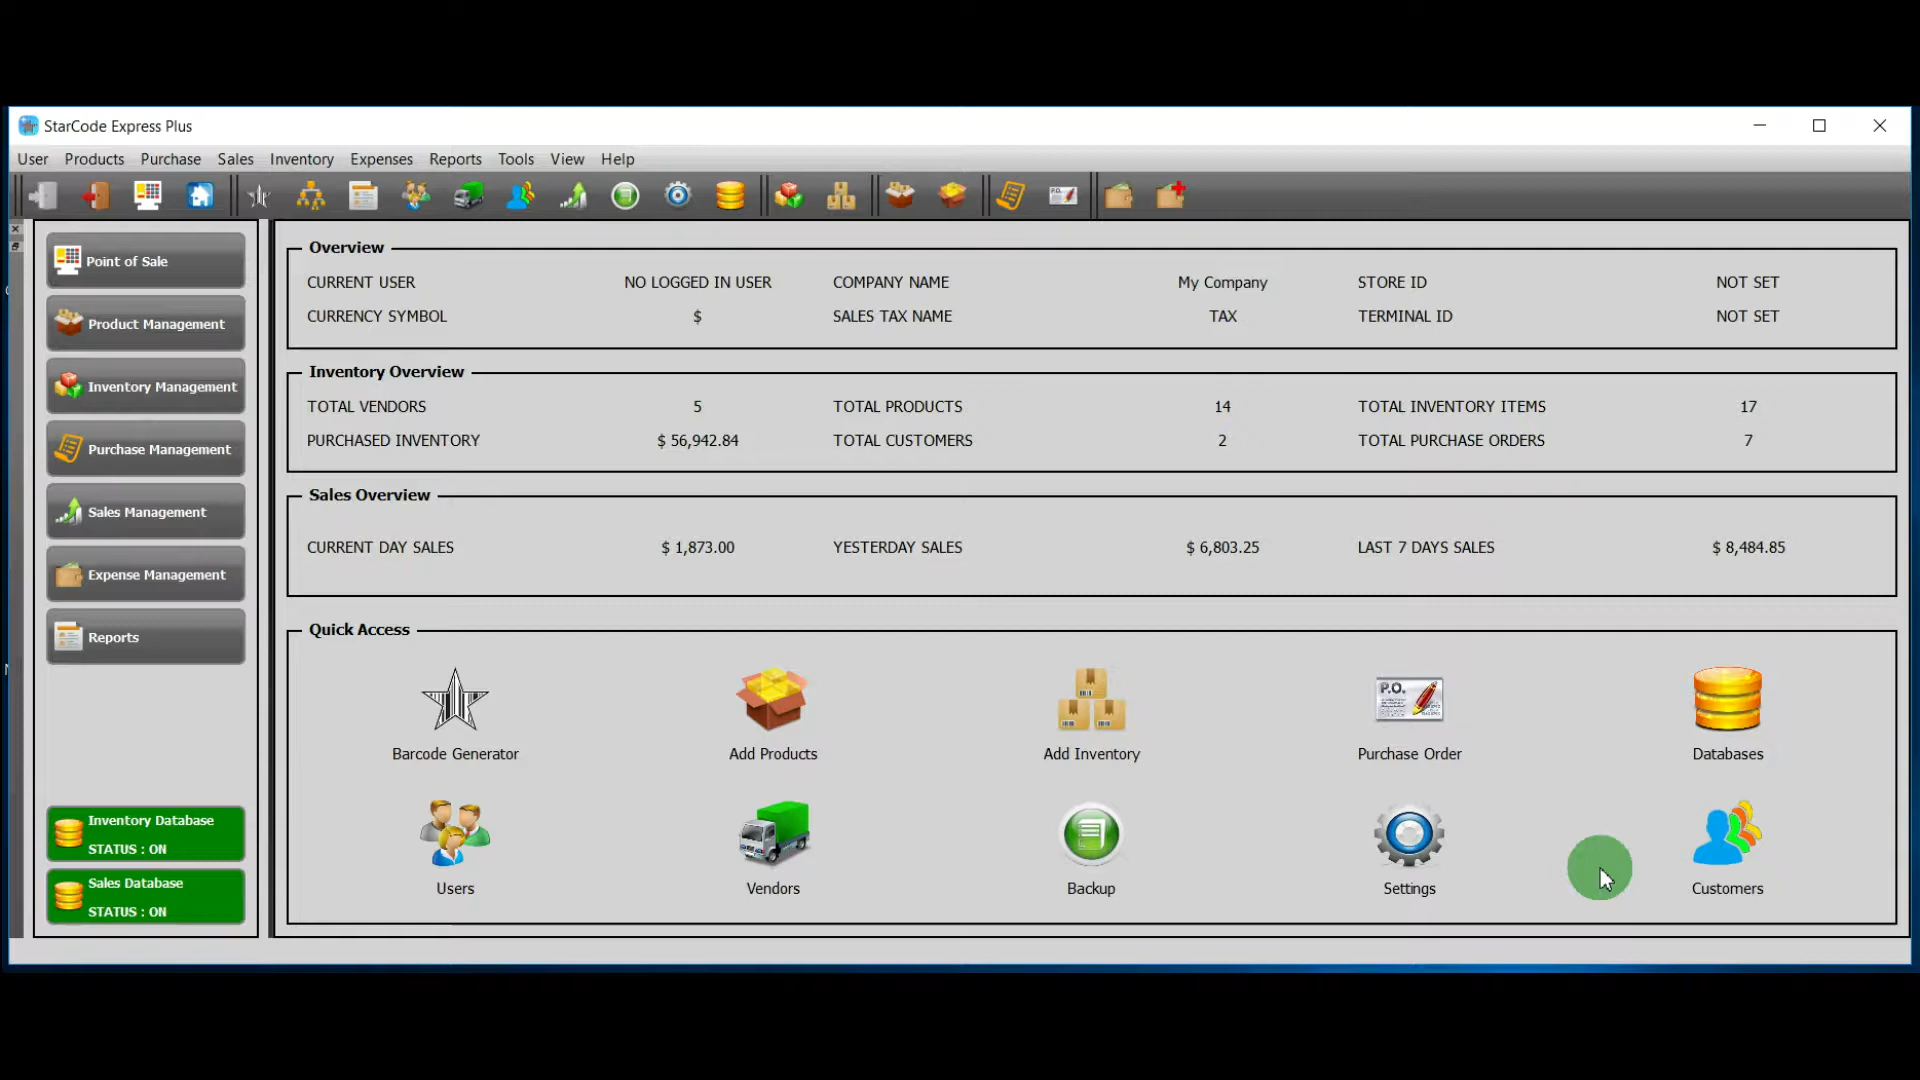 StarCode Express Plus
User Products Purchase Sales Inventory Expenses Reports Tools View Help
Point of Sale
Product Management
Inventory Management
Purchase Management
Sales Management
Expense Management
Reports
Inventory Database
STATUS : ON
Sales Database
STATUS : ON
Overview
CURRENT USER NO LOGGED IN USER COMPANY NAME My Company STORE ID NOT SET
CURRENCY SYMBOL $ SALES TAX NAME TAX TERMINAL ID NOT SET
Inventory Overview
TOTAL VENDORS 5 TOTAL PRODUCTS 14 TOTAL INVENTORY ITEMS 17
PURCHASED INVENTORY $ 56,942.84 TOTAL CUSTOMERS 2 TOTAL PURCHASE ORDERS 7
Sales Overview
CURRENT DAY SALES $ 1,873.00 YESTERDAY SALES $ 6,803.25 LAST 7 DAYS SALES $ 8,484.85
Quick Access
P.O.
Barcode Generator Add Products Add Inventory Purchase Order Databases
Users Vendors Backup Settings Customers